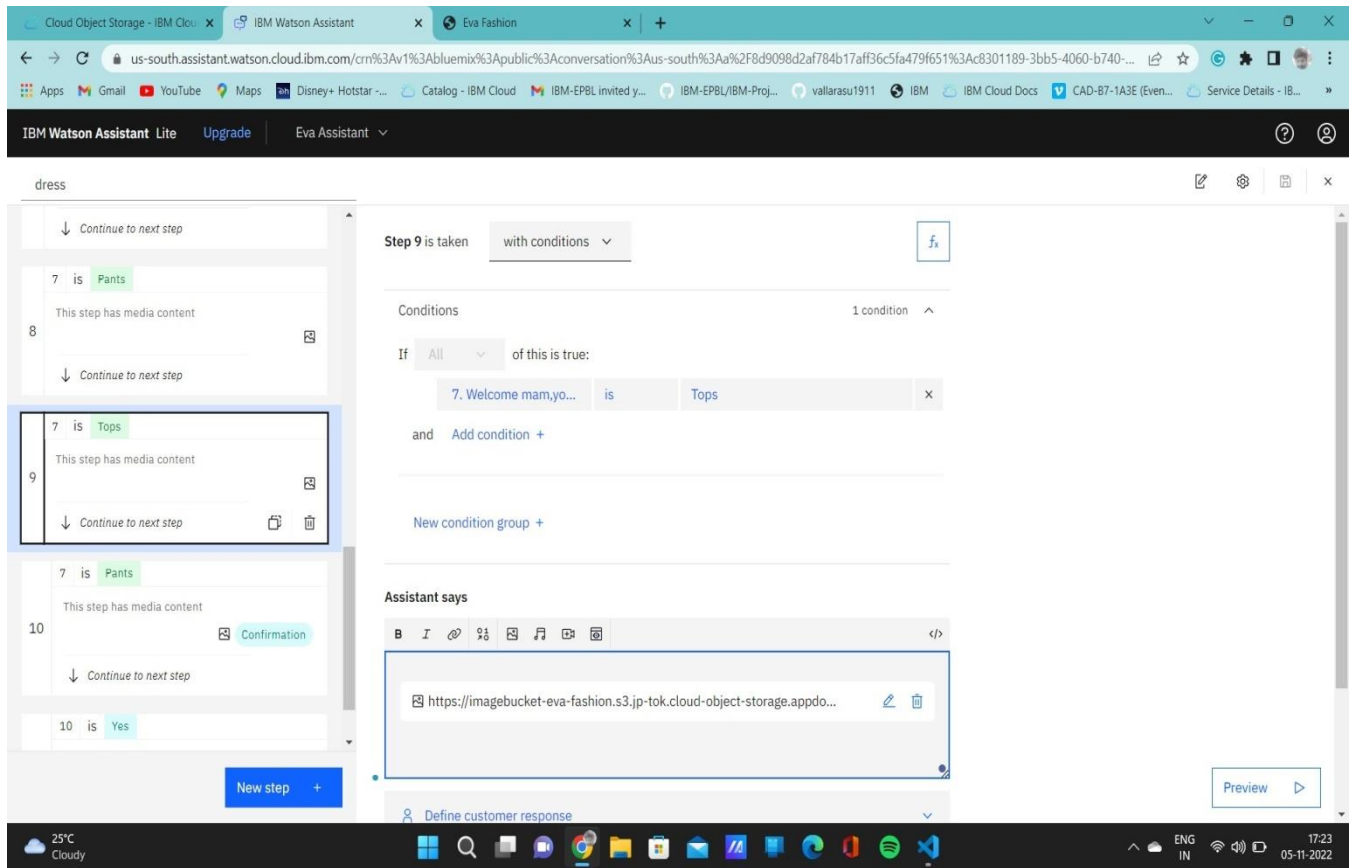 Cloud Object Storage - IBM Clou
IBM Watson Assistant
Eva Fashion
us-south.assistant.watson.cloud.ibm.com/crn%3Av1%3Abluemix%3Apublic%3Aconversation%3Aus-south%3Aa%2F8d9098d2af784b17aff36c5fa479f651%3Ac8301189-3bb5-4060-b740-...
Apps Gmail YouTube Maps Disney+ Hotstar -... Catalog - IBM Cloud IBM-EPBL invited y... IBM-EPBL/IBM-Proj... vallarasu1911 IBM IBM Cloud Docs CAD-B7-1A3E (Even... Service Details - IB... »
IBM Watson Assistant Lite Upgrade Eva Assistant
dress
Continue to next step
7 is Pants
This step has media content
8
Continue to next step
7 is Tops
This step has media content
9
Continue to next step
7 is Pants
This step has media content
10
Confirmation
Continue to next step
10 is Yes
New step +
Step 9 is taken with conditions
fx
Conditions 1 condition
If All of this is true:
7. Welcome mam,yo... is Tops
and Add condition +
New condition group +
Assistant says
B I </>
https://imagebucket-eva-fashion.s3.jp-tok.cloud-object-storage.appdo...
Define customer response
Preview
25°C
Cloudy
ENG
IN
17:23
05-11-2022